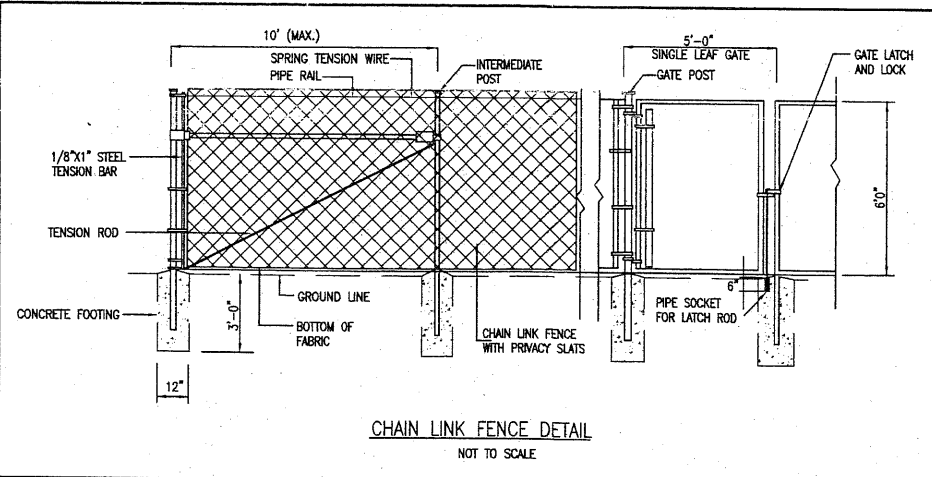 10' (MAX.)
SPRING TENSION WIRE
PIPE RAIL
INTERMEDIATE
POST
5'-0"
SINGLE LEAF GATE
GATE POST
GATE LATCH
AND LOCK
1/8"X1" STEEL
TENSION BAR
6'0"
TENSION ROD
GROUND LINE
CONCRETE FOOTING
3'-0"
BOTTOM OF
FABRIC
CHAIN LINK FENCE
WITH PRIVACY SLATS
6"
PIPE SOCKET
FOR LATCH ROD
12"
CHAIN LINK FENCE DETAIL
NOT TO SCALE